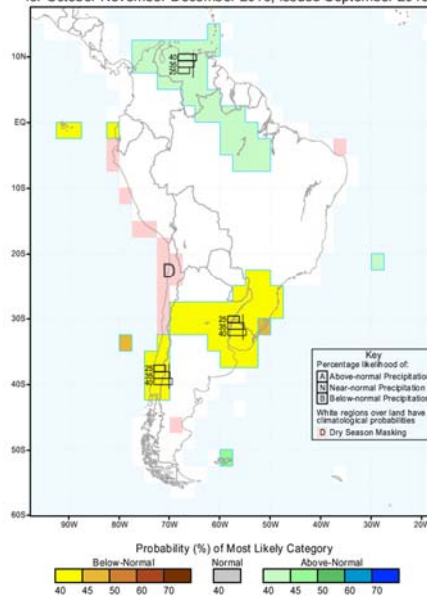 10N
EQ
10S
20S
30S
40S
50S
60S
90W
80W
70W
60W
50W
40W
30W
20W
D
Key
Percentage likelihood of:
A Above-normal Precipitation
N Near-normal Precipitation
B Below-normal Precipitation
White regions over land have
climatological probabilities
D Dry Season Masking
Probability (%) of Most Likely Category
Below-Normal Normal Above-Normal
40 45 50 60 70 40 40 45 50 60 70